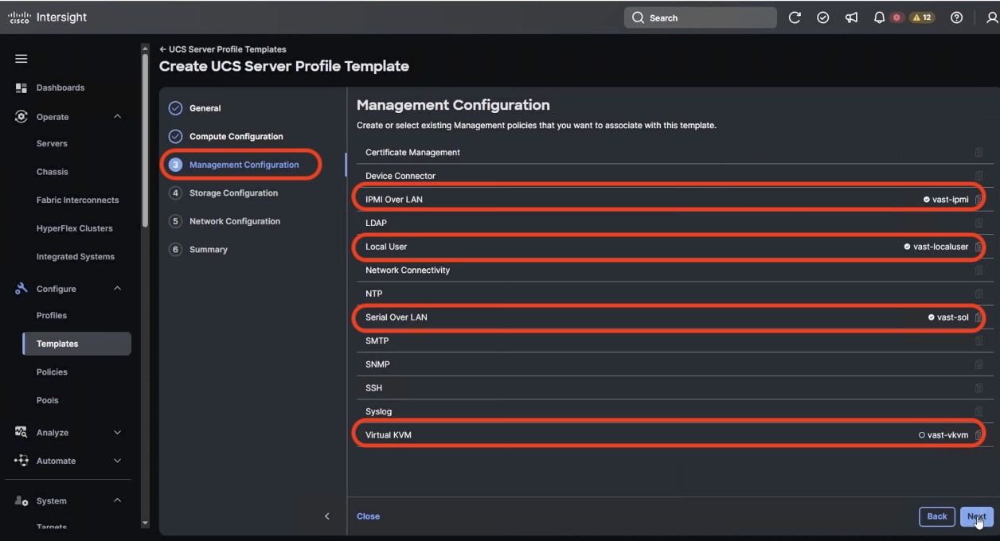 cisco Intersight
Search
12
← UCS Server Profile Templates
Create UCS Server Profile Template
Dashboards
Operate
Servers
Chassis
Fabric Interconnects
HyperFlex Clusters
Integrated Systems
Configure
Profiles
Templates
Policies
Pools
Analyze
Automate
System
Targets
General
Compute Configuration
3 Management Configuration
4 Storage Configuration
5 Network Configuration
6 Summary
Management Configuration
Create or select existing Management policies that you want to associate with this template.
Certificate Management
Device Connector
IPMI Over LAN vast-ipmi
LDAP
Local User vast-localuser
Network Connectivity
NTP
Serial Over LAN vast-sol
SMTP
SNMP
SSH
Syslog
Virtual KVM vast-vkvm
Close
Back
Next